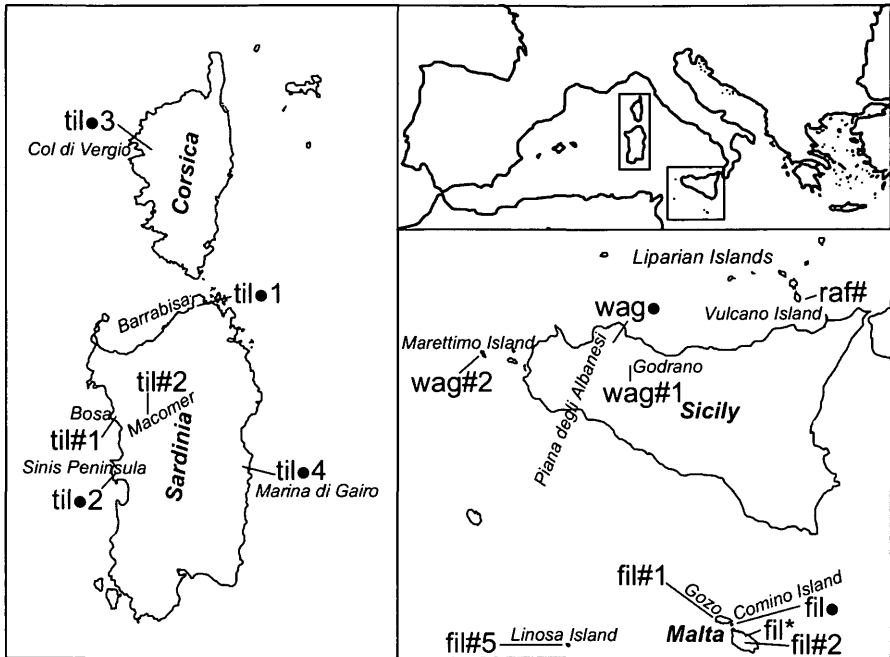 til●3
Col di Vergio
Corsica
Barrabisa
til●1
til#2
Bosa
Macomer
til#1
Sardinia
Sinis Peninsula
til●4
til●2
Marina di Gairo
Liparian Islands
raf#
wag●
Vulcano Island
Marettimo Island
Piana degli Albanesi
Godrano
wag#2
wag#1
Sicily
fil#1
Gozo
Comino Island
fil●
Malta
fil*
fil#2
fil#5
Linosa Island